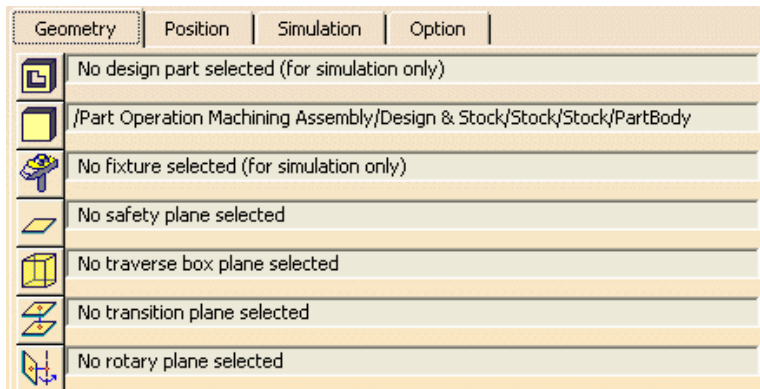 Geometry Position Simulation Option
No design part selected (for simulation only)
/Part Operation Machining Assembly/Design & Stock/Stock/Stock/PartBody
No fixture selected (for simulation only)
No safety plane selected
No traverse box plane selected
No transition plane selected
No rotary plane selected